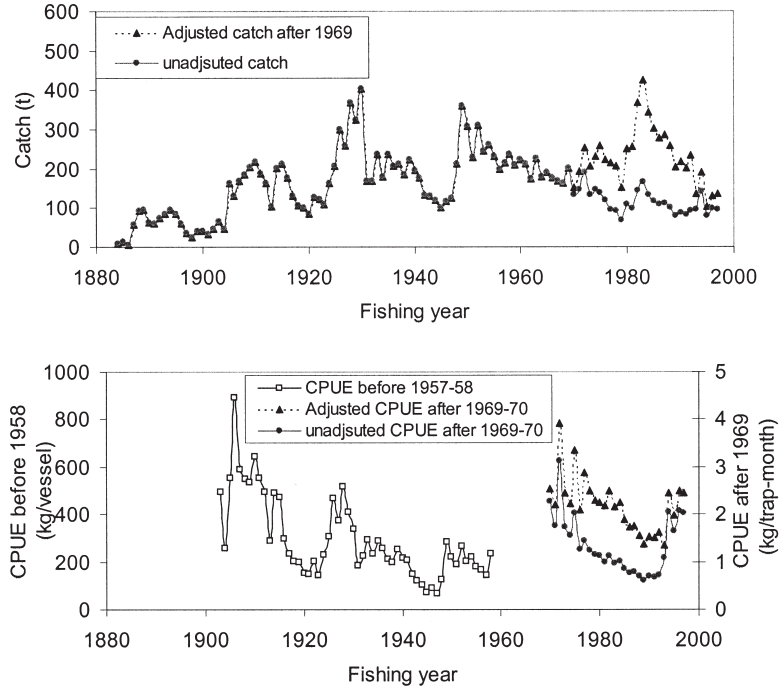 600
500
400
300
200
100
0
Catch (t)
Adjusted catch after 1969
unadjsuted catch
1880 1900 1920 1940 1960 1980 2000
Fishing year
1000
800
600
400
200
0
CPUE before 1958
(kg/vessel)
CPUE before 1957-58
Adjusted CPUE after 1969-70
unadjsuted CPUE after 1969-70
5
4
3
2
1
0
CPUE after 1969
(kg/trap-month)
1880 1900 1920 1940 1960 1980 2000
Fishing year